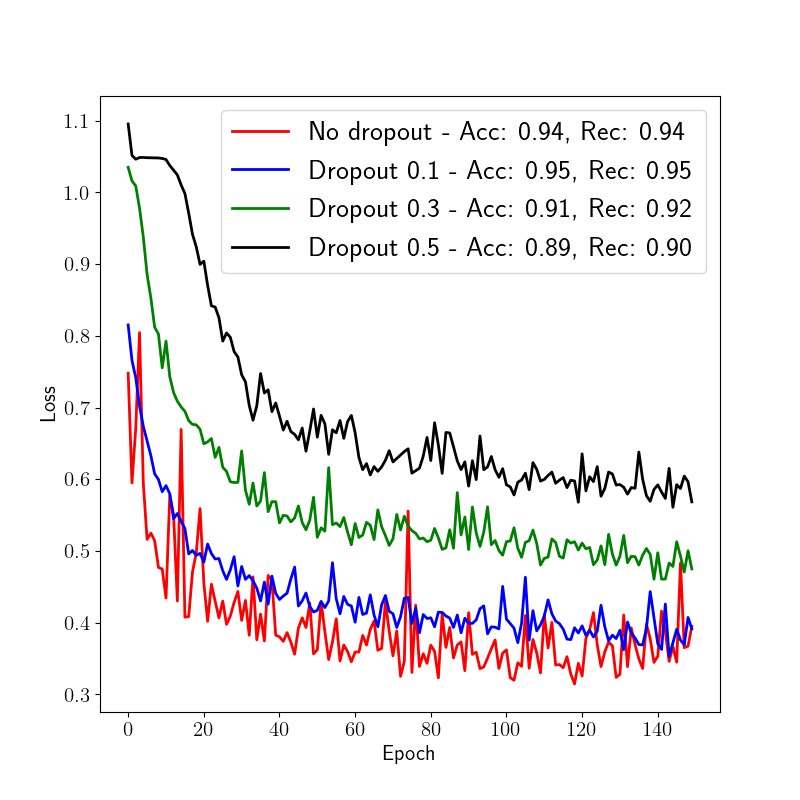 1.1
1.0
0.9
0.8
0.7
0.6
0.5
0.4
0.3
Loss
No dropout - Acc: 0.94, Rec: 0.94
Dropout 0.1 - Acc: 0.95, Rec: 0.95
Dropout 0.3 - Acc: 0.91, Rec: 0.92
Dropout 0.5 - Acc: 0.89, Rec: 0.90
0 20 40 60 80 100 120 140
Epoch